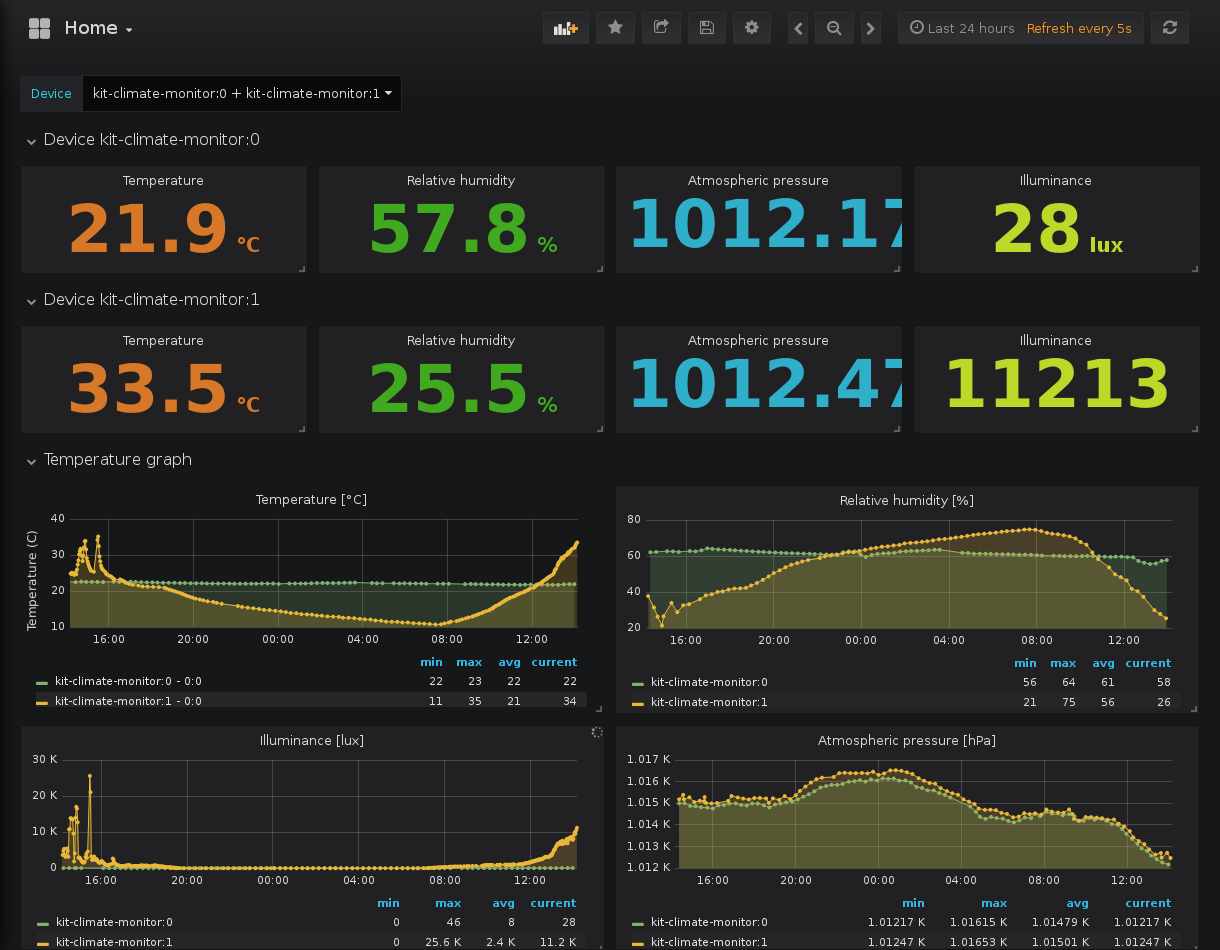 Home
Last 24 hours Refresh every 5s
Device kit-climate-monitor:0 + kit-climate-monitor:1
Device kit-climate-monitor:0
Temperature Relative humidity Atmospheric pressure Illuminance
21.9 °C 57.8 % 1012.17 28 lux
Device kit-climate-monitor:1
Temperature Relative humidity Atmospheric pressure Illuminance
33.5 °C 25.5 % 1012.47 11213
Temperature graph
Temperature [°C]
Temperature (C)
40
30
20
10
16:00 20:00 00:00 04:00 08:00 12:00
min max avg current
kit-climate-monitor:0 - 0:0 22 23 22 22
kit-climate-monitor:1 - 0:0 11 35 21 34
Relative humidity [%]
80
60
40
20
16:00 20:00 00:00 04:00 08:00 12:00
min max avg current
kit-climate-monitor:0 56 64 61 58
kit-climate-monitor:1 21 75 56 26
Illuminance [lux]
30 K
20 K
10 K
0
16:00 20:00 00:00 04:00 08:00 12:00
min max avg current
kit-climate-monitor:0 0 46 8 28
kit-climate-monitor:1 0 25.6 K 2.4 K 11.2 K
Atmospheric pressure [hPa]
1.017 K
1.016 K
1.015 K
1.014 K
1.013 K
1.012 K
16:00 20:00 00:00 04:00 08:00 12:00
min max avg current
kit-climate-monitor:0 1.01217 K 1.01615 K 1.01479 K 1.01217 K
kit-climate-monitor:1 1.01247 K 1.01653 K 1.01501 K 1.01247 K